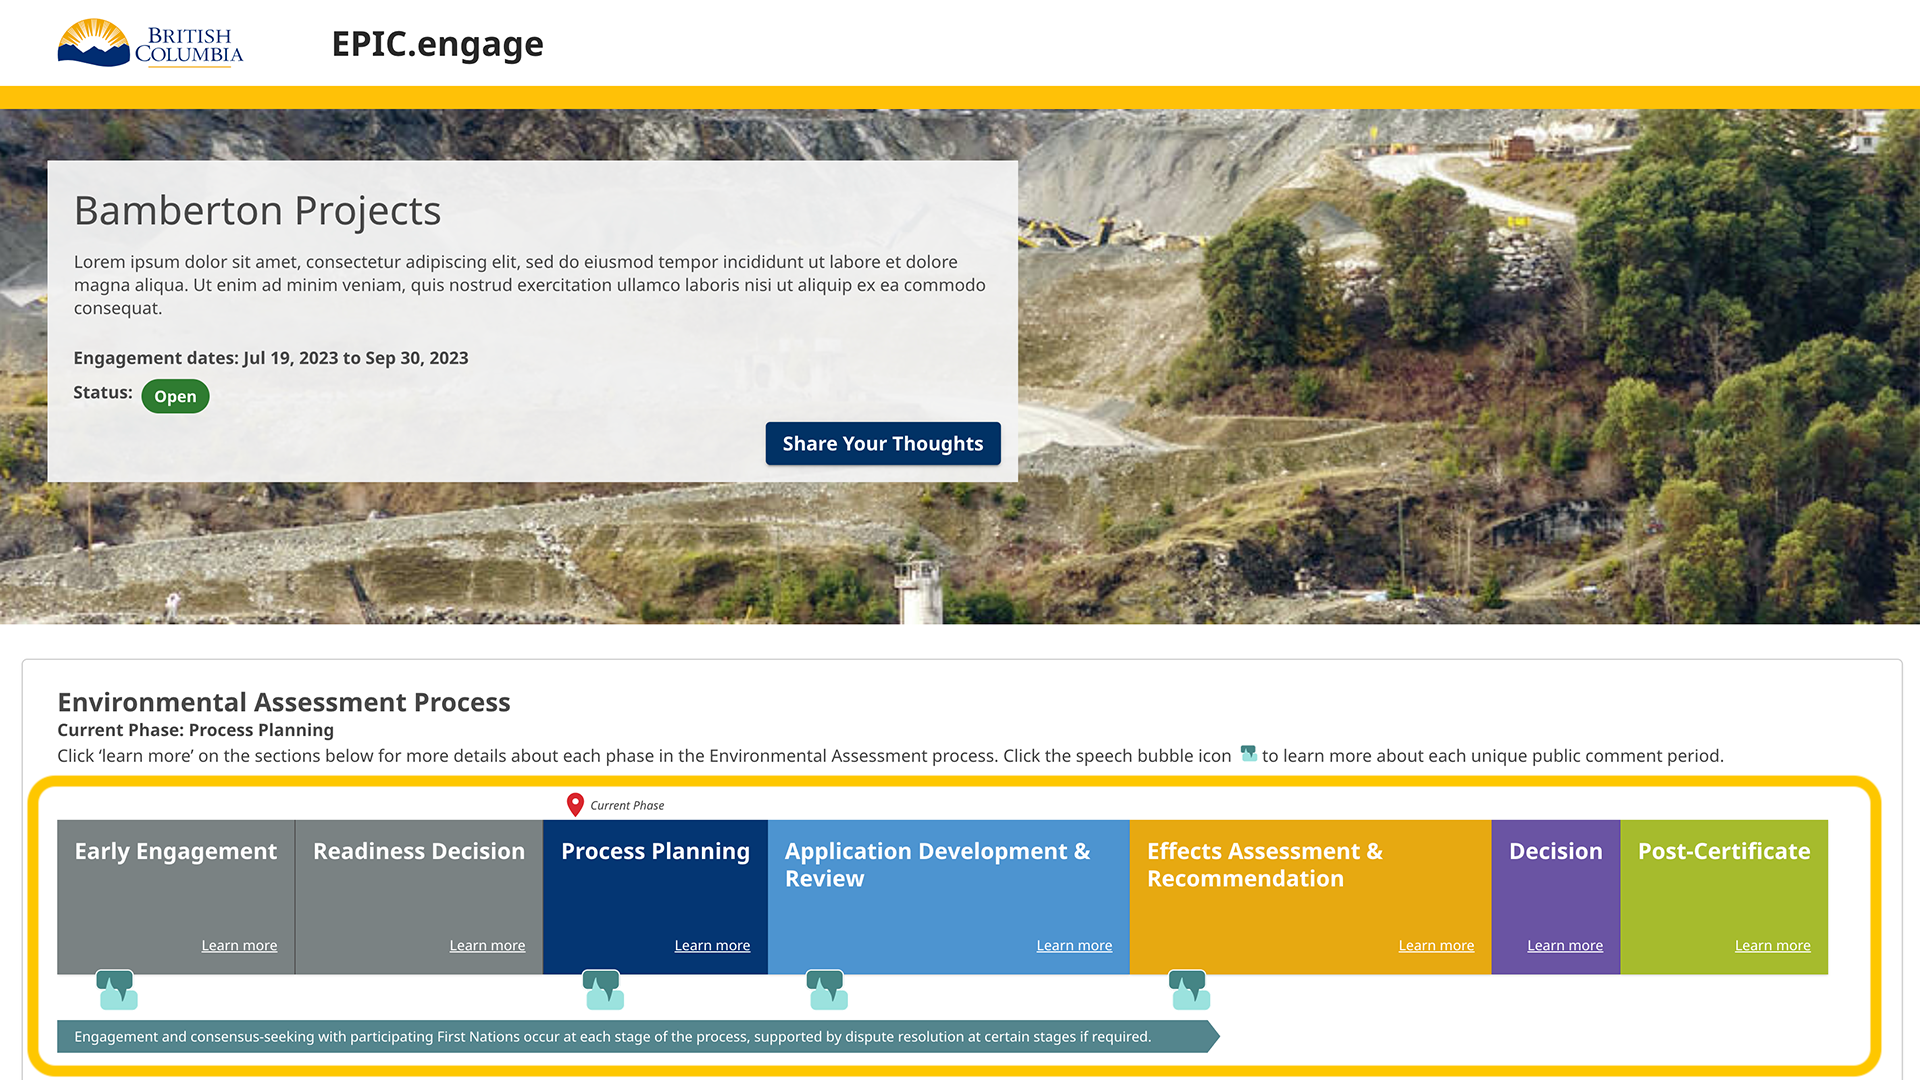 BRITISH
COLUMBIA
EPIC.engage
Bamberton Projects
Lorem ipsum dolor sit amet, consectetur adipiscing elit, sed do eiusmod tempor incididunt ut labore et dolore
magna aliqua. Ut enim ad minim veniam, quis nostrud exercitation ullamco laboris nisi ut aliquip ex ea commodo
consequat.
Engagement dates: Jul 19, 2023 to Sep 30, 2023
Status: Open
Share Your Thoughts
Environmental Assessment Process
Current Phase: Process Planning
Click ‘learn more’ on the sections below for more details about each phase in the Environmental Assessment process. Click the speech bubble icon to learn more about each unique public comment period.
Current Phase
Early Engagement
Learn more
Readiness Decision
Learn more
Process Planning
Learn more
Application Development &
Review
Learn more
Effects Assessment &
Recommendation
Learn more
Decision
Learn more
Post-Certificate
Learn more
Engagement and consensus-seeking with participating First Nations occur at each stage of the process, supported by dispute resolution at certain stages if required.